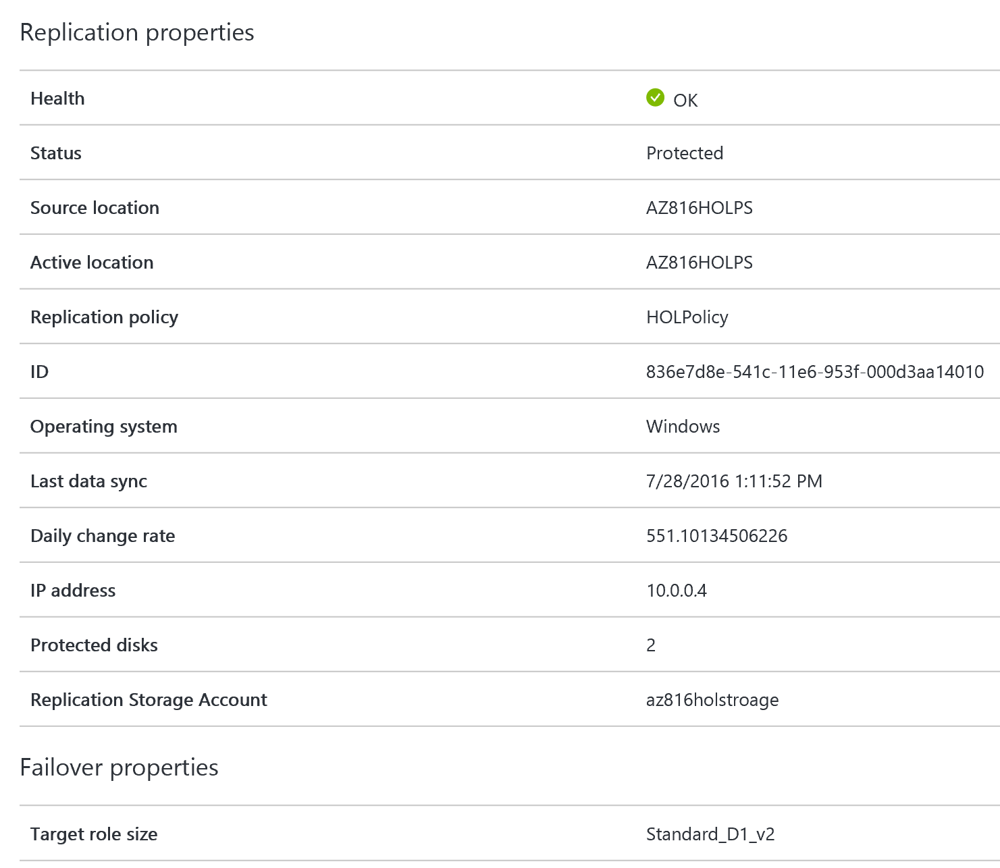 Replication properties
Health OK
Status Protected
Source location AZ816HOLPS
Active location AZ816HOLPS
Replication policy HOLPolicy
ID 836e7d8e-541c-11e6-953f-000d3aa14010
Operating system Windows
Last data sync 7/28/2016 1:11:52 PM
Daily change rate 551.10134506226
IP address 10.0.0.4
Protected disks 2
Replication Storage Account az816holstroage
Failover properties
Target role size Standard_D1_v2